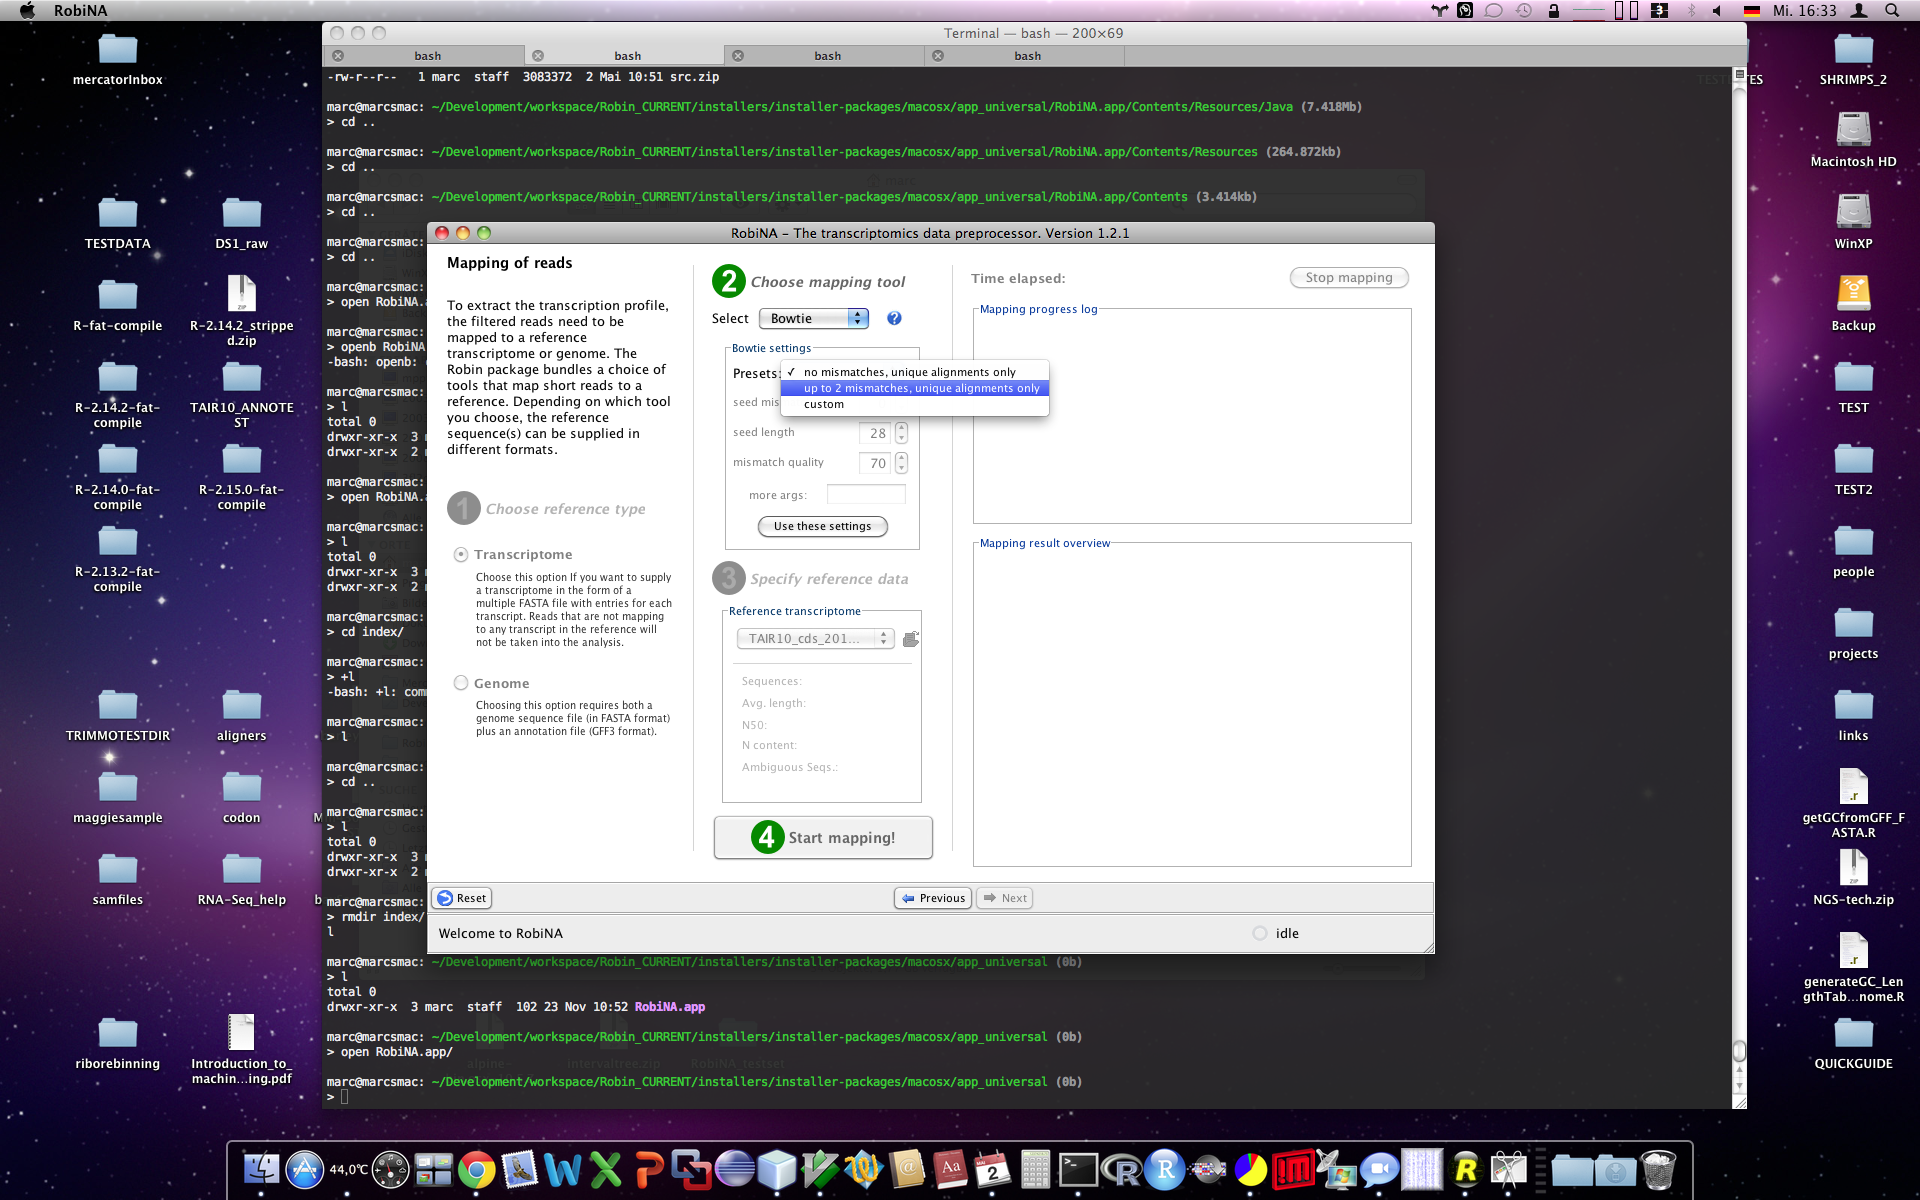 RobiNA
3
Mi. 16:33
mercatorInbox
TESTDATA
DS1_raw
R-fat-compile
R-2.14.2_strippe
d.zip
R-2.14.2-fat-
compile
TAIR10_ANNOTE
ST
R-2.14.0-fat-
compile
R-2.15.0-fat-
compile
R-2.13.2-fat-
compile
TRIMMOTESTDIR
aligners
maggiesample
codon
samfiles
RNA-Seq_help
riborebinning
Introduction_to_
machin...ing.pdf
Terminal — bash — 200×69
bash
bash
bash
bash
-rw-r--r-- 1 marc staff 3083372 2 Mai 10:51 src.zip
marc@marcsmac: ~/Development/workspace/Robin_CURRENT/installers/installer-packages/macosx/app_universal/RobiNA.app/Contents/Resources/Java (7.418Mb)
> cd ..
marc@marcsmac: ~/Development/workspace/Robin_CURRENT/installers/installer-packages/macosx/app_universal/RobiNA.app/Contents/Resources (264.872kb)
> cd ..
marc@marcsmac: ~/Development/workspace/Robin_CURRENT/installers/installer-packages/macosx/app_universal/RobiNA.app/Contents (3.414kb)
> cd ..
marc@marcsmac:
> cd ..
marc@marcsmac:
> open RobiNA.
marc@marcsmac:
> openb RobiNA
-bash: openb:
marc@marcsmac:
> l
total 0
drwxr-xr-x 3
drwxr-xr-x 2
marc@marcsmac:
> open RobiNA.
marc@marcsmac:
> l
total 0
drwxr-xr-x 3
drwxr-xr-x 2
marc@marcsmac:
> cd index/
marc@marcsmac:
> +l
-bash: +l: com
marc@marcsmac:
> l
marc@marcsmac:
> cd ..
marc@marcsmac:
> l
total 0
drwxr-xr-x 3
drwxr-xr-x 2
marc@marcsmac:
> rmdir index/
l
marc@marcsmac: ~/Development/workspace/Robin_CURRENT/installers/installer-packages/macosx/app_universal (0b)
> l
total 0
drwxr-xr-x 3 marc staff 102 23 Nov 10:52 RobiNA.app
marc@marcsmac: ~/Development/workspace/Robin_CURRENT/installers/installer-packages/macosx/app_universal (0b)
> open RobiNA.app/
marc@marcsmac: ~/Development/workspace/Robin_CURRENT/installers/installer-packages/macosx/app_universal (0b)
>
RobiNA – The transcriptomics data preprocessor. Version 1.2.1
Mapping of reads
To extract the transcription profile,
the filtered reads need to be
mapped to a reference
transcriptome or genome. The
Robin package bundles a choice of
tools that map short reads to a
reference. Depending on which tool
you choose, the reference
sequence(s) can be supplied in
different formats.
1 Choose reference type
Transcriptome
Choose this option If you want to supply
a transcriptome in the form of a
multiple FASTA file with entries for each
transcript. Reads that are not mapping
to any transcript in the reference will
not be taken into the analysis.
Genome
Choosing this option requires both a
genome sequence file (in FASTA format)
plus an annotation file (GFF3 format).
2 Choose mapping tool
Select Bowtie ?
Bowtie settings
Presets:
✓ no mismatches, unique alignments only
up to 2 mismatches, unique alignments only
custom
seed mis
seed length 28
mismatch quality 70
more args:
Use these settings
3 Specify reference data
Reference transcriptome
TAIR10_cds_201...
Sequences:
Avg. length:
N50:
N content:
Ambiguous Seqs.:
4 Start mapping!
Time elapsed:
Stop mapping
Mapping progress log
Mapping result overview
Reset
Previous
Next
Welcome to RobiNA
idle
SHRIMPS_2
Macintosh HD
WinXP
Backup
TEST
TEST2
people
projects
links
getGCfromGFF_F
ASTA.R
NGS-tech.zip
generateGC_Len
gthTab...nome.R
QUICKGUIDE
alpine-
intervaltree.zip
RobiNA_testset
44,0°C
2